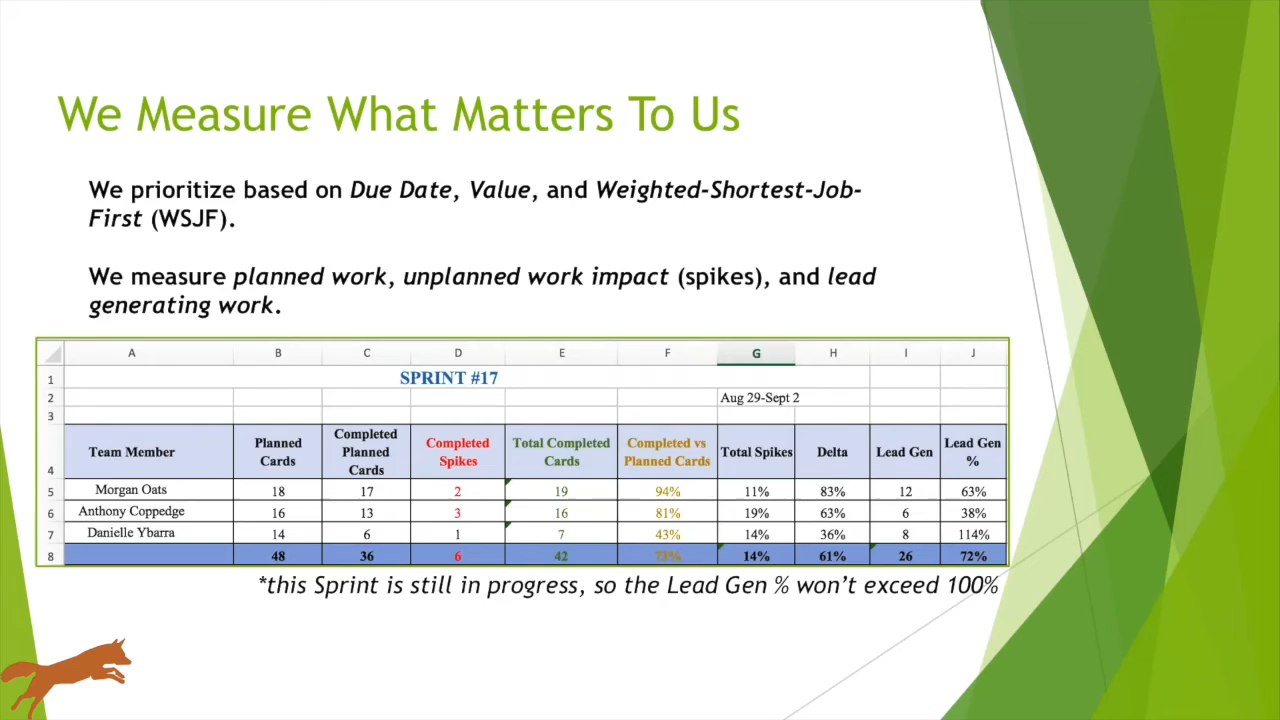 We Measure What Matters To Us
We prioritize based on Due Date, Value, and Weighted-Shortest-Job-
First (WSJF).
We measure planned work, unplanned work impact (spikes), and lead
generating work.
A B C D E F G H I J
1 SPRINT #17
2 Aug 29-Sept 2
3
4 Team Member Planned Cards Completed Planned Cards Completed Spikes Total Completed Cards Completed vs Planned Cards Total Spikes Delta Lead Gen Lead Gen %
5 Morgan Oats 18 17 2 19 94% 11% 83% 12 63%
6 Anthony Coppedge 16 13 3 16 81% 19% 63% 6 38%
7 Danielle Ybarra 14 6 1 7 43% 14% 36% 8 114%
8 48 36 6 42 73% 14% 61% 26 72%
*this Sprint is still in progress, so the Lead Gen % won’t exceed 100%